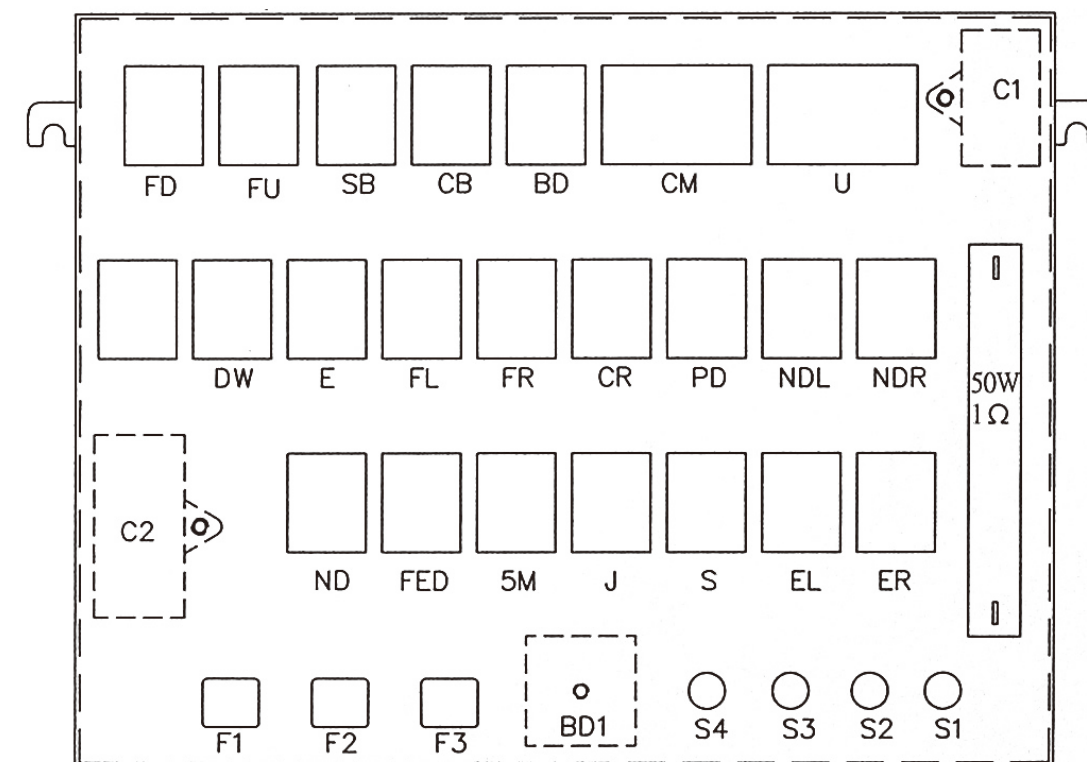 C1
FD FU SB CB BD CM U
DW E FL FR CR PD NDL NDR
50W
1Ω
C2
ND FED 5M J S EL ER
F1 F2 F3 BD1 S4 S3 S2 S1